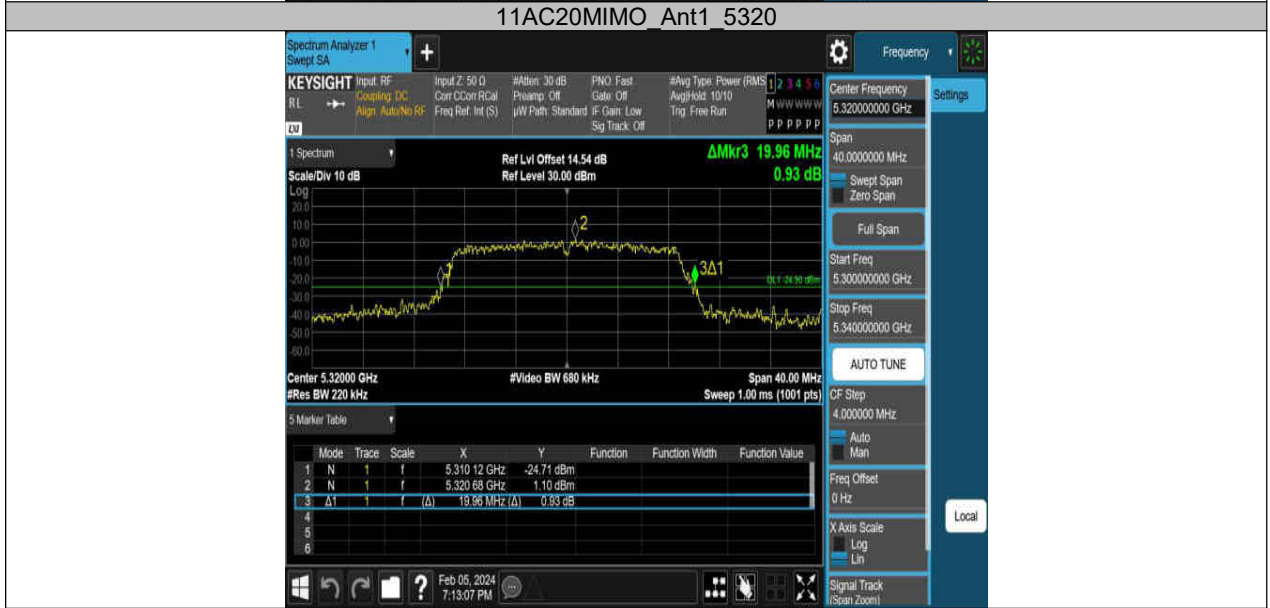 11AC20MIMO_Ant1_5320
Spectrum Analyzer 1
Swept SA
+
Frequency
KEYSIGHT Input: RF Input Z: 50 Ω #Atten: 30 dB PNO: Fast #Avg Type: Power (RMS 1 2 3 4 5 6
RL Coupling: DC Corr CCorr RCal Preamp: Off Gate: Off Avg|Hold: 10/10 M W W W W W
Align: Auto/No RF Freq Ref: Int (S) µW Path: Standard IF Gain: Low Trig: Free Run
Sig Track: Off P P P P P P
Center Frequency
5.320000000 GHz
Settings
Span
40.0000000 MHz
Swept Span
Zero Span
Full Span
Start Freq
5.300000000 GHz
Stop Freq
5.340000000 GHz
AUTO TUNE
CF Step
4.000000 MHz
Auto
Man
Freq Offset
0 Hz
X Axis Scale
Log
Lin
Signal Track
(Span Zoom)
Local
1 Spectrum
Ref Lvl Offset 14.54 dB ΔMkr3 19.96 MHz
Scale/Div 10 dB Ref Level 30.00 dBm 0.93 dB
Log
20.0
10.0
0.00
-10.0
-20.0
-30.0
-40.0
-50.0
-60.0
2
1
3Δ1
DL1 -24.90 dBm
Center 5.32000 GHz #Video BW 680 kHz Span 40.00 MHz
#Res BW 220 kHz Sweep 1.00 ms (1001 pts)
5 Marker Table
Mode Trace Scale X Y Function Function Width Function Value
1 N 1 f 5.310 12 GHz -24.71 dBm
2 N 1 f 5.320 68 GHz 1.10 dBm
3 Δ1 1 f (Δ) 19.96 MHz (Δ) 0.93 dB
4
5
6
? Feb 05, 2024
7:13:07 PM